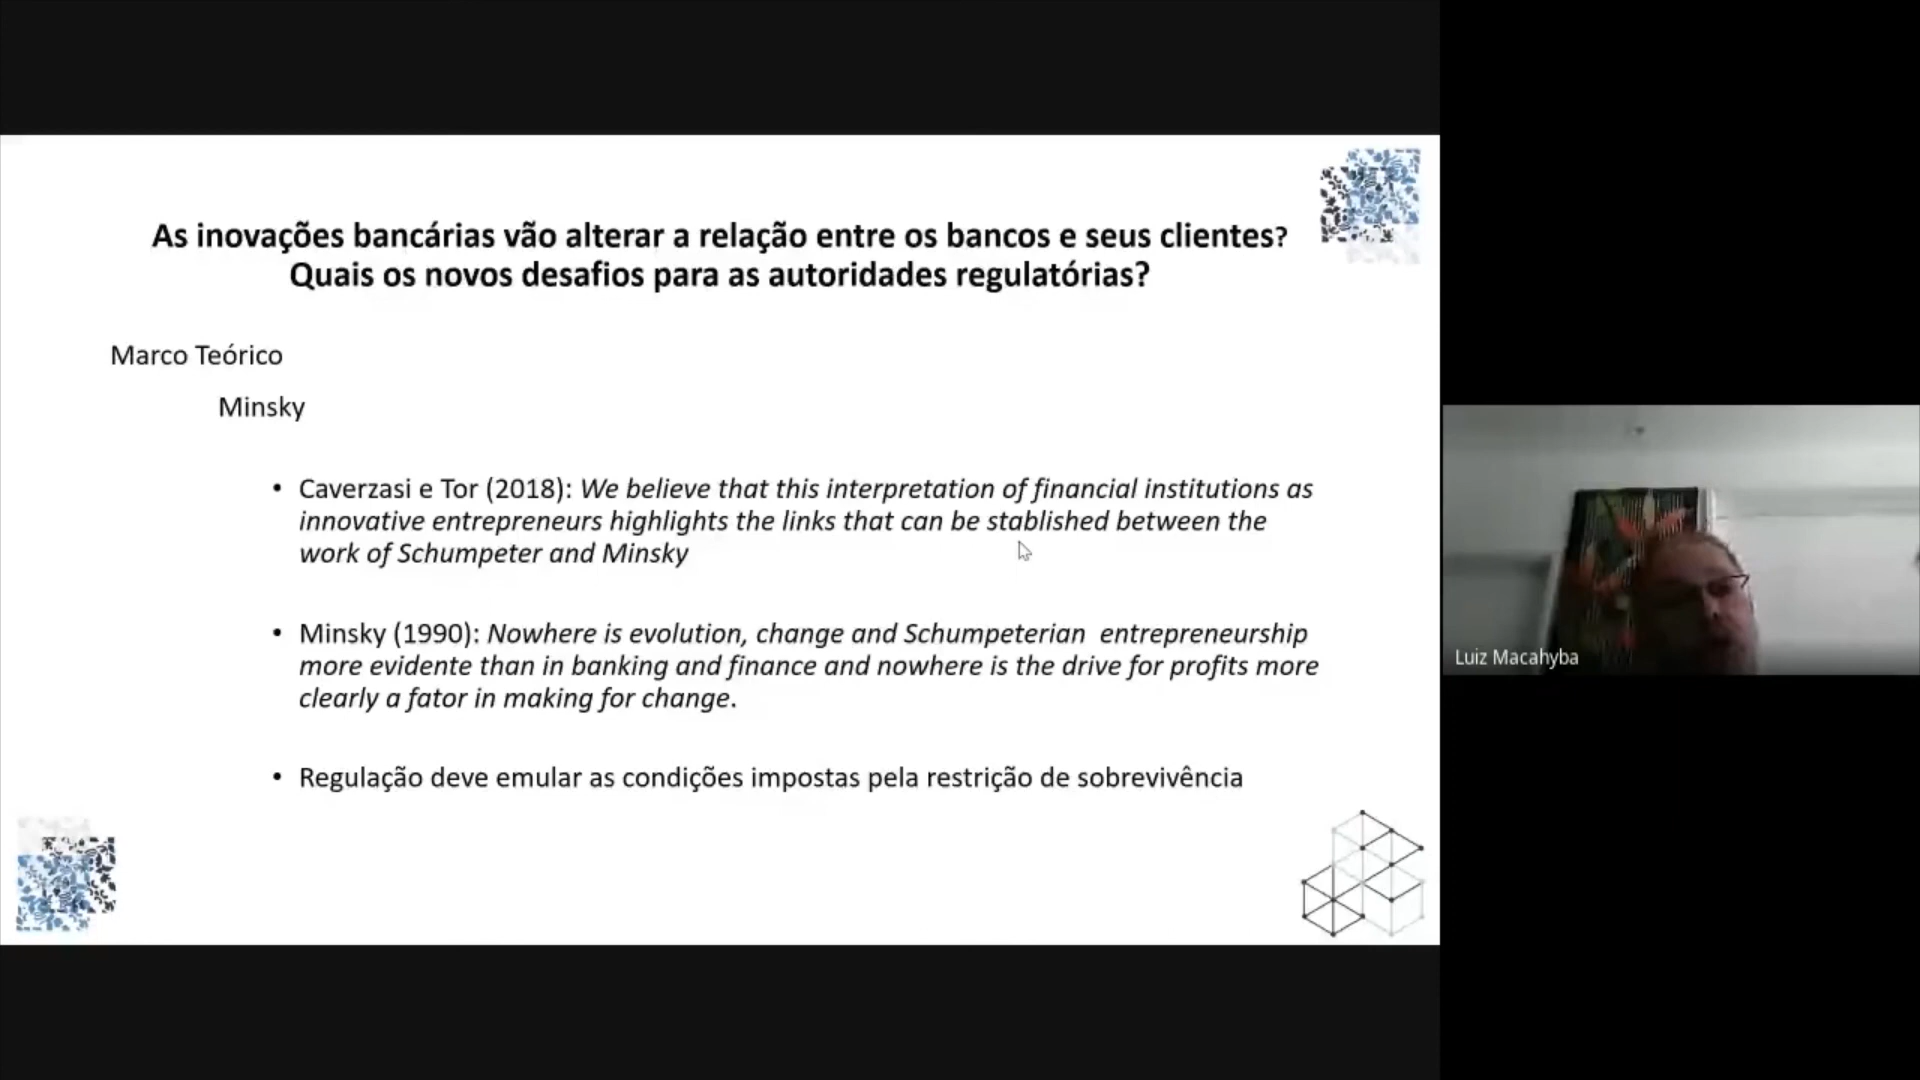 As inovações bancárias vão alterar a relação entre os bancos e seus clientes?
Quais os novos desafios para as autoridades regulatórias?
Marco Teórico
Minsky
• Caverzasi e Tor (2018): We believe that this interpretation of financial institutions as
innovative entrepreneurs highlights the links that can be stablished between the
work of Schumpeter and Minsky
• Minsky (1990): Nowhere is evolution, change and Schumpeterian entrepreneurship
more evidente than in banking and finance and nowhere is the drive for profits more
clearly a fator in making for change.
• Regulação deve emular as condições impostas pela restrição de sobrevivência
Luiz Macahyba